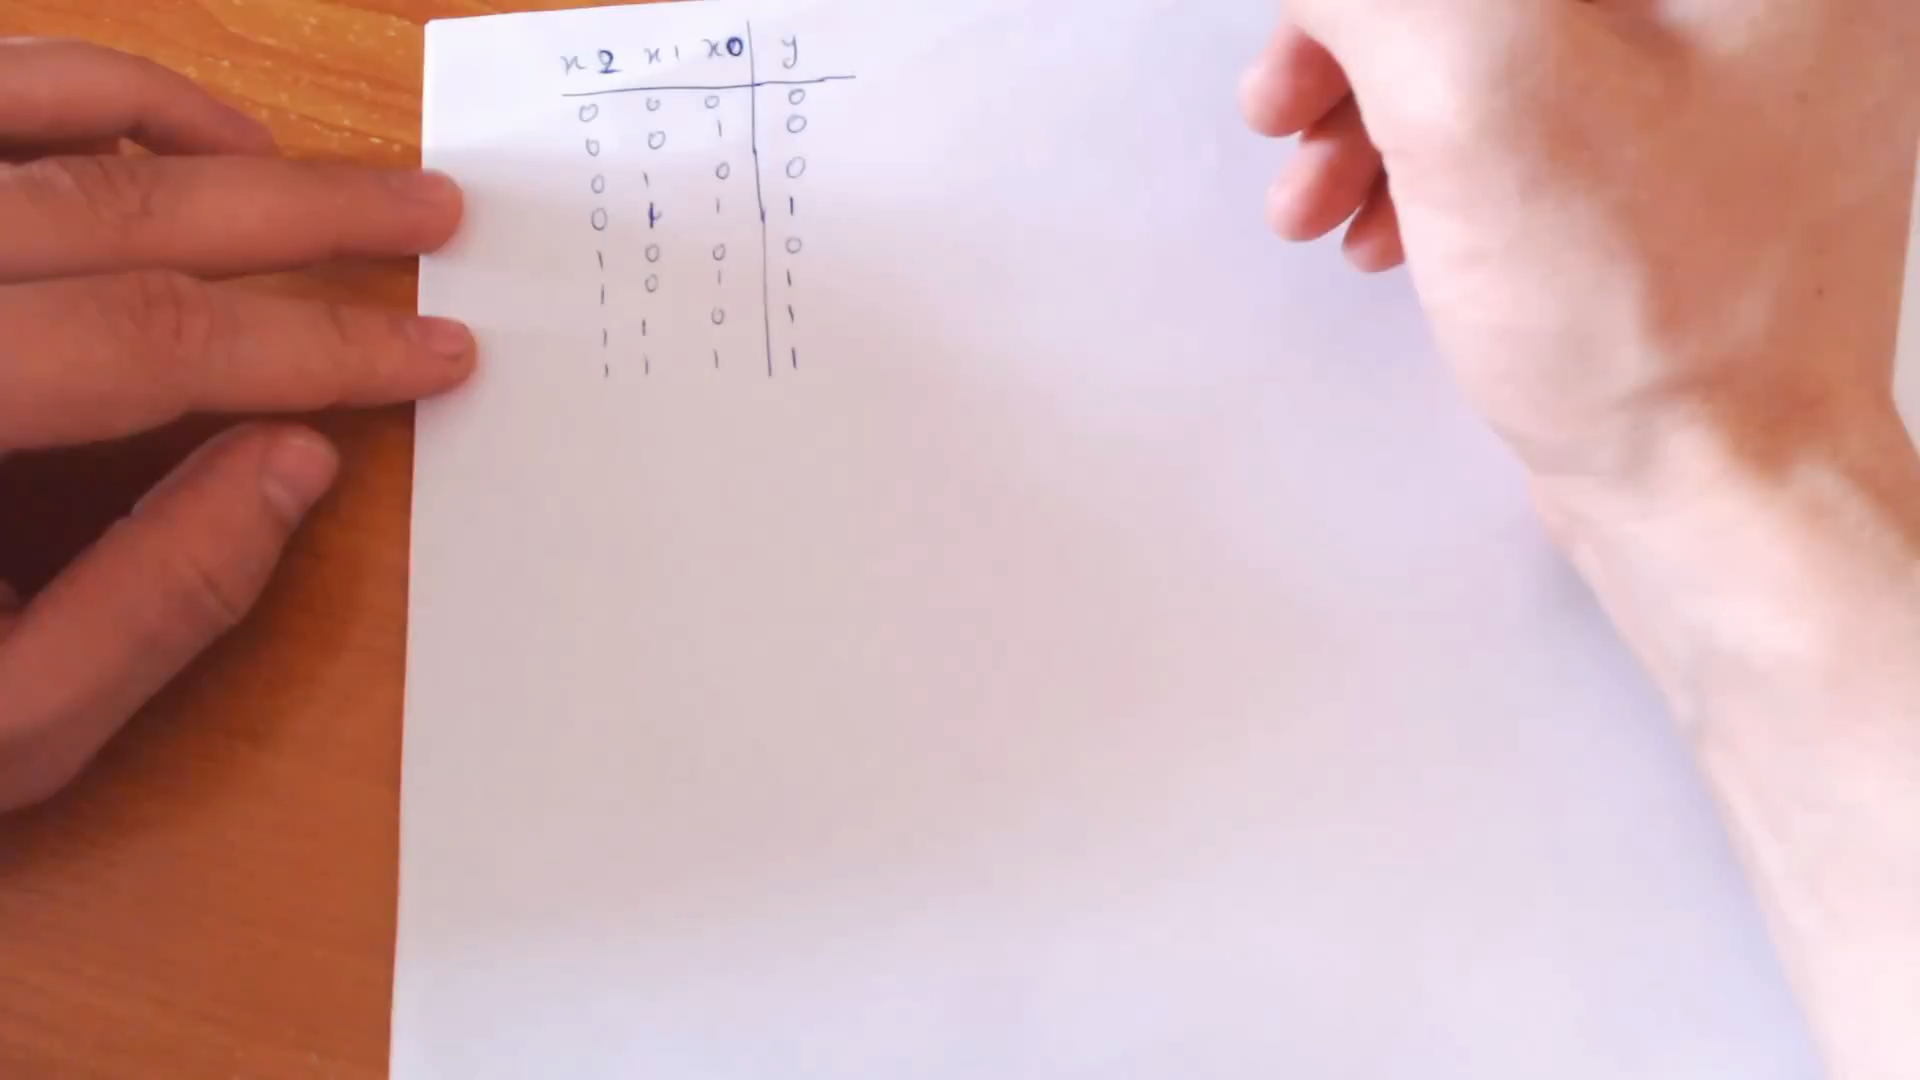 x2 x1 x0 y
0 0 0 0
0 0 1 0
0 1 0 0
0 1 1 1
1 0 0 0
1 0 1 1
1 1 0 1
1 1 1 1